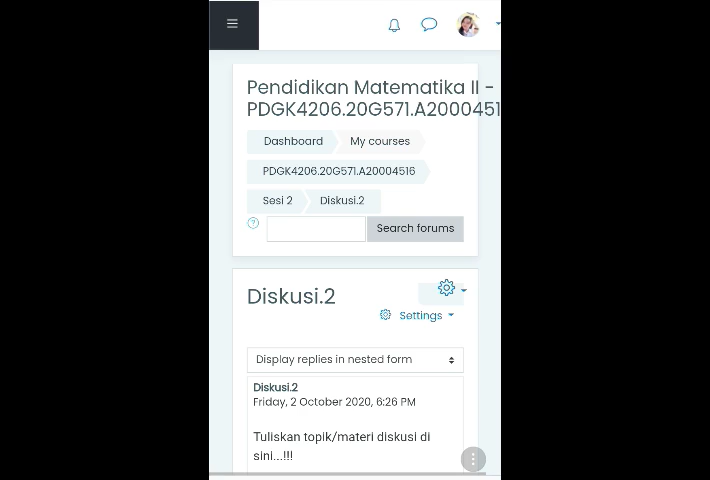 Pendidikan Matematika II -
PDGK4206.20G571.A2000451
Dashboard My courses
PDGK4206.20G571.A20004516
Sesi 2 Diskusi.2
? Search forums
Diskusi.2
Settings
Display replies in nested form
Diskusi.2
Friday, 2 October 2020, 6:26 PM
Tuliskan topik/materi diskusi di
sini...!!!